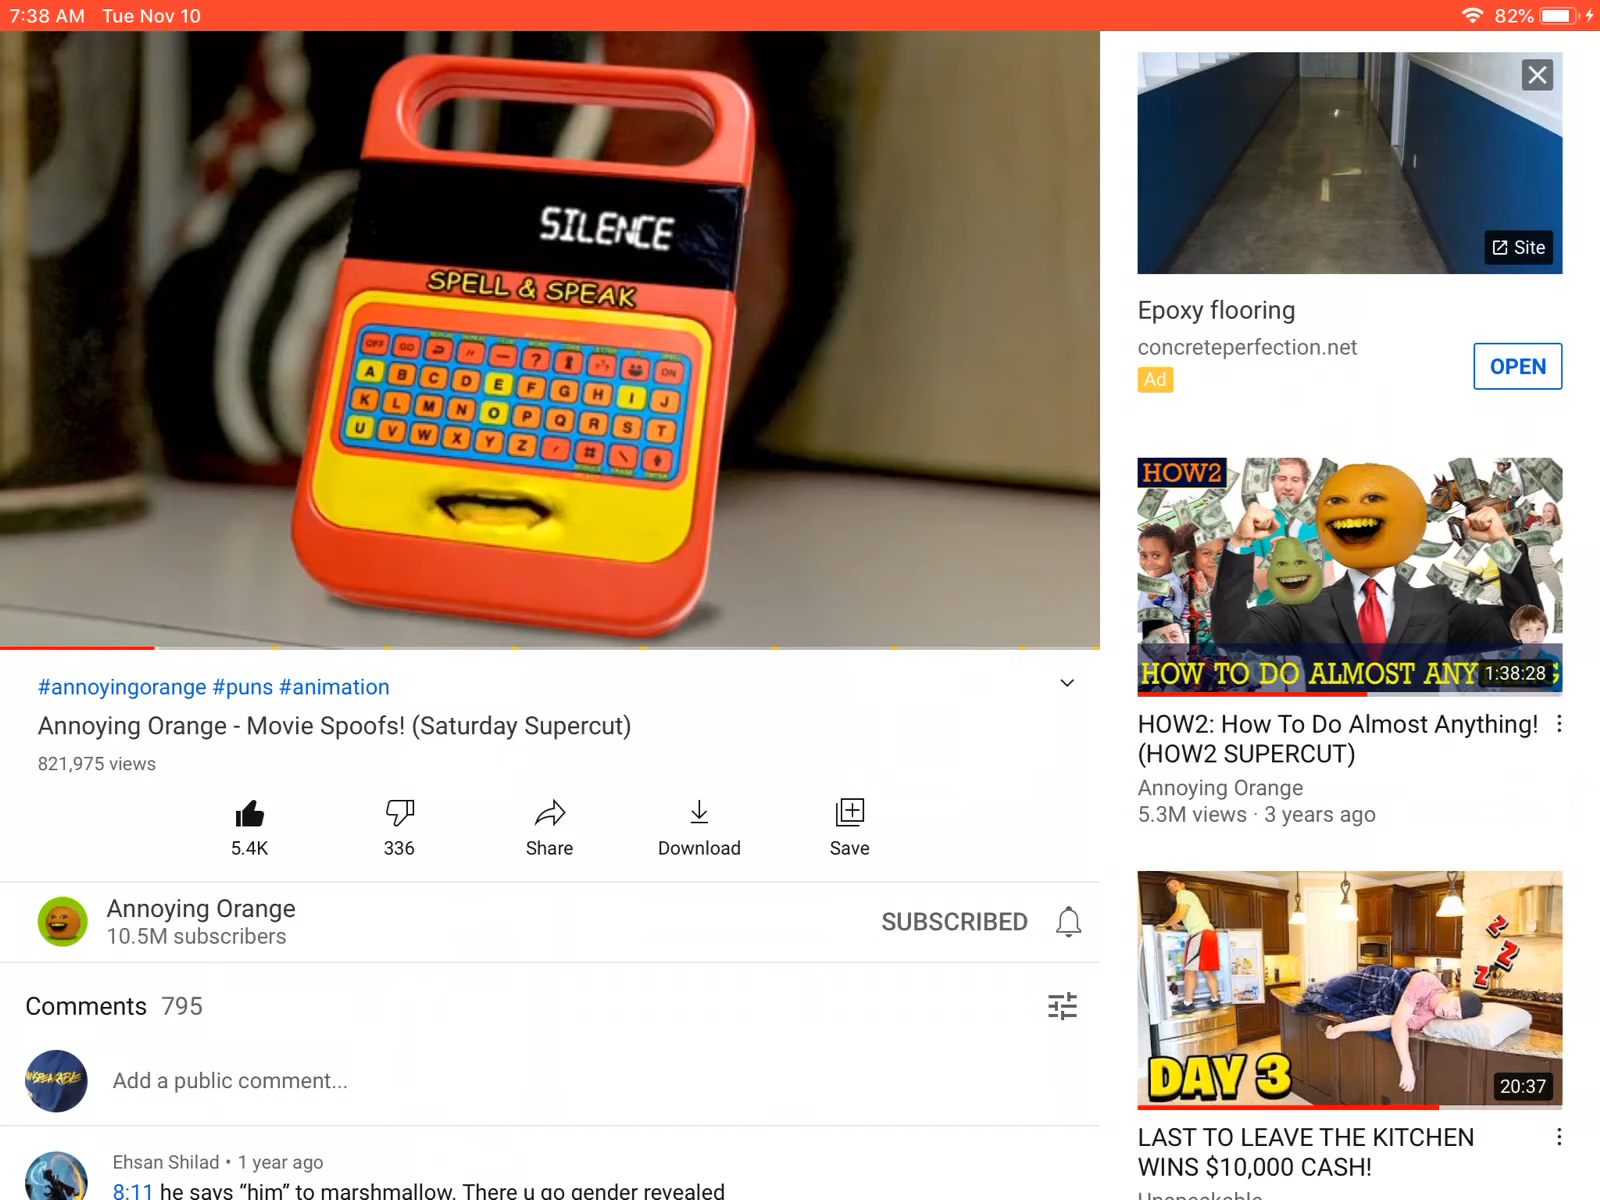 7:38 AM Tue Nov 10
82%
SILENCE
SPELL & SPEAK
OFF GO ? ON
A B C D E F G H I J
K L M N O P Q R S T
U V W X Y Z
#annoyingorange #puns #animation
Annoying Orange - Movie Spoofs! (Saturday Supercut)
821,975 views
5.4K
336
Share
Download
Save
Annoying Orange
10.5M subscribers
SUBSCRIBED
Comments 795
Add a public comment...
Ehsan Shilad • 1 year ago
8:11 he says “him” to marshmallow. There u go gender revealed
Site
Epoxy flooring
concreteperfection.net
Ad
OPEN
HOW2
HOW TO DO ALMOST ANY
1:38:28
HOW2: How To Do Almost Anything!
(HOW2 SUPERCUT)
Annoying Orange
5.3M views · 3 years ago
Z
Z
Z
DAY 3
20:37
LAST TO LEAVE THE KITCHEN
WINS $10,000 CASH!
Unspeakable